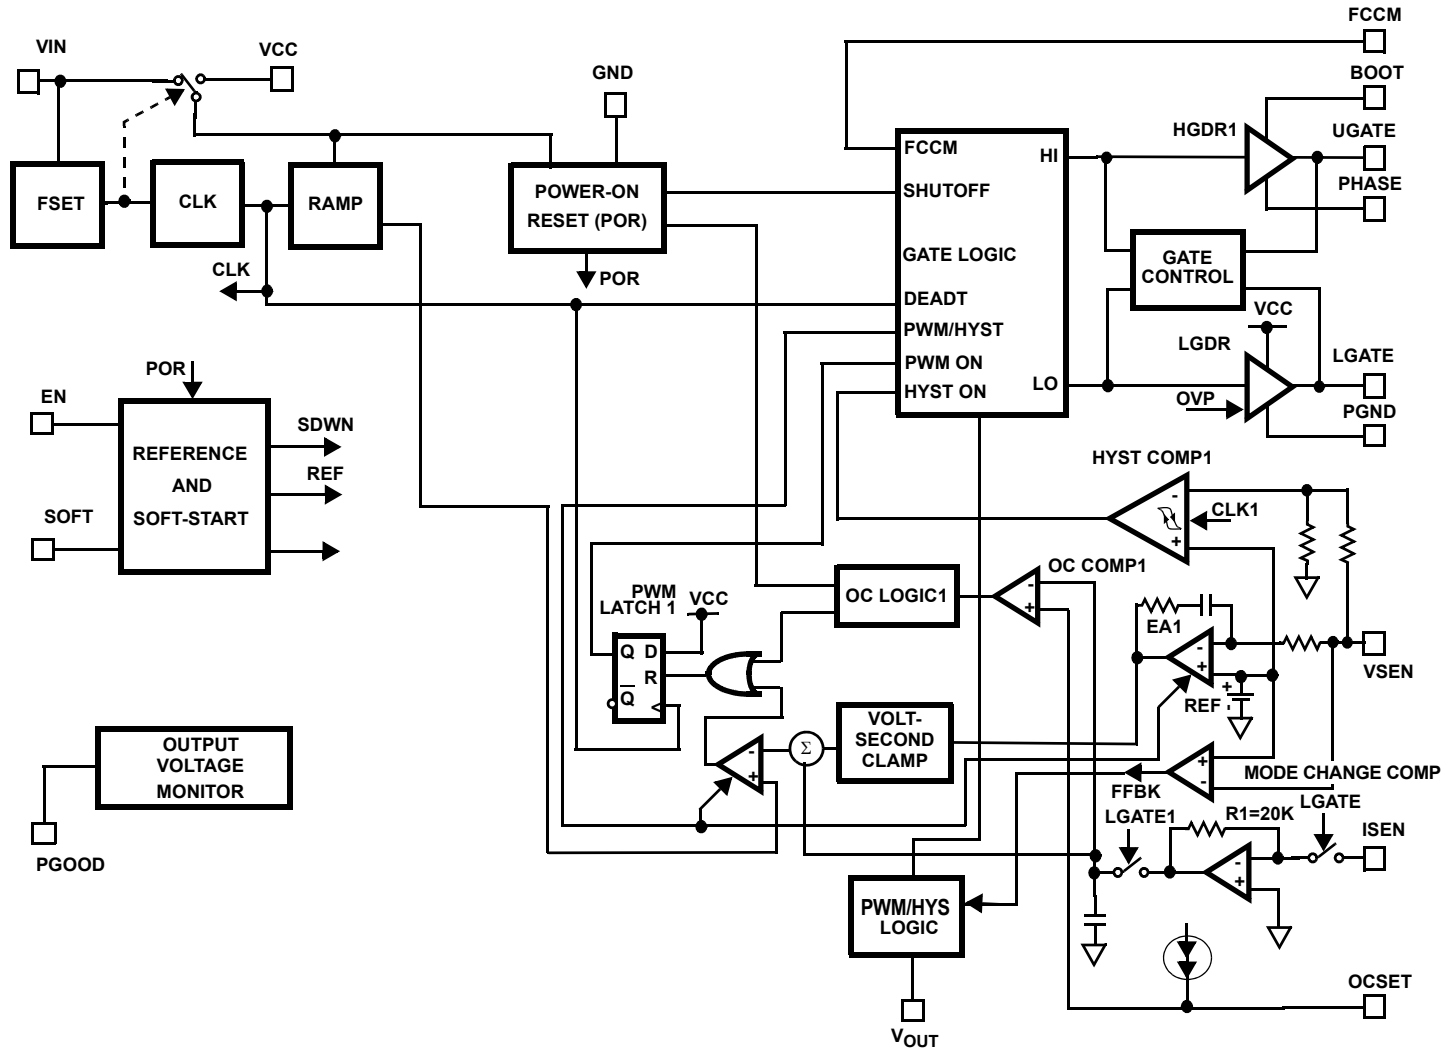 FCCM
VIN
VCC
GND
BOOT
HGDR1
UGATE
PHASE
FSET
CLK
RAMP
POWER-ON
RESET (POR)
FCCM
HI
SHUTOFF
GATE LOGIC
DEADT
PWM/HYST
PWM ON
HYST ON
LO
GATE
CONTROL
CLK
POR
VCC
LGDR
LGATE
OVP
PGND
POR
EN
SOFT
REFERENCE
AND
SOFT-START
SDWN
REF
HYST COMP1
-
+
CLK1
OC COMP1
-
+
OC LOGIC1
PWM
LATCH 1
VCC
Q D
R
Q
EA1
-
+
REF
+
-
VSEN
VOLT-
SECOND
CLAMP
Σ
-
+
OUTPUT
VOLTAGE
MONITOR
PGOOD
+
-
MODE CHANGE COMP
FFBK
LGATE1
R1=20K
LGATE
ISEN
-
+
PWM/HYS
LOGIC
OCSET
VOUT